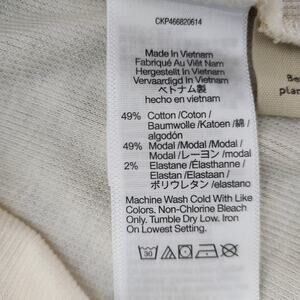 CKP466820614
Made In Vietnam
Fabriqué Au Viêt Nam
Hergestellt In Vietnam
Vervaardigd In Vietnam
ベトナム製
hecho en vietnam
49% Cotton /Coton /
Baumwolle /Katoen /綿 /
algodón
49% Modal /Modal /Modal
/Modal /レーヨン /modal
2% Elastane /Élasthanne /
Elastan /Elastaan /
ポリウレタン /elastano
Machine Wash Cold With Like
Colors. Non-Chlorine Bleach
Only. Tumble Dry Low. Iron
On Lowest Setting.
30
Be
plan